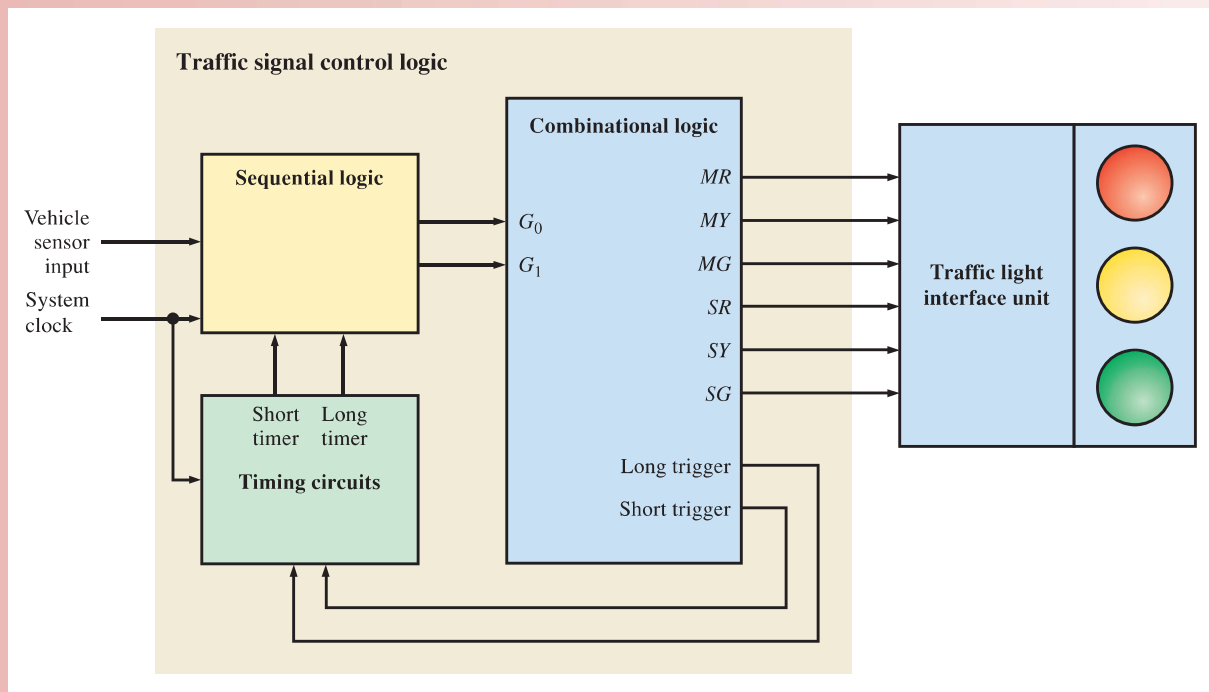 Traffic signal control logic
Combinational logic
Sequential logic
Vehicle
sensor
input
System
clock
G0
G1
MR
MY
MG
SR
SY
SG
Traffic light
interface unit
Short
timer
Long
timer
Timing circuits
Long trigger
Short trigger